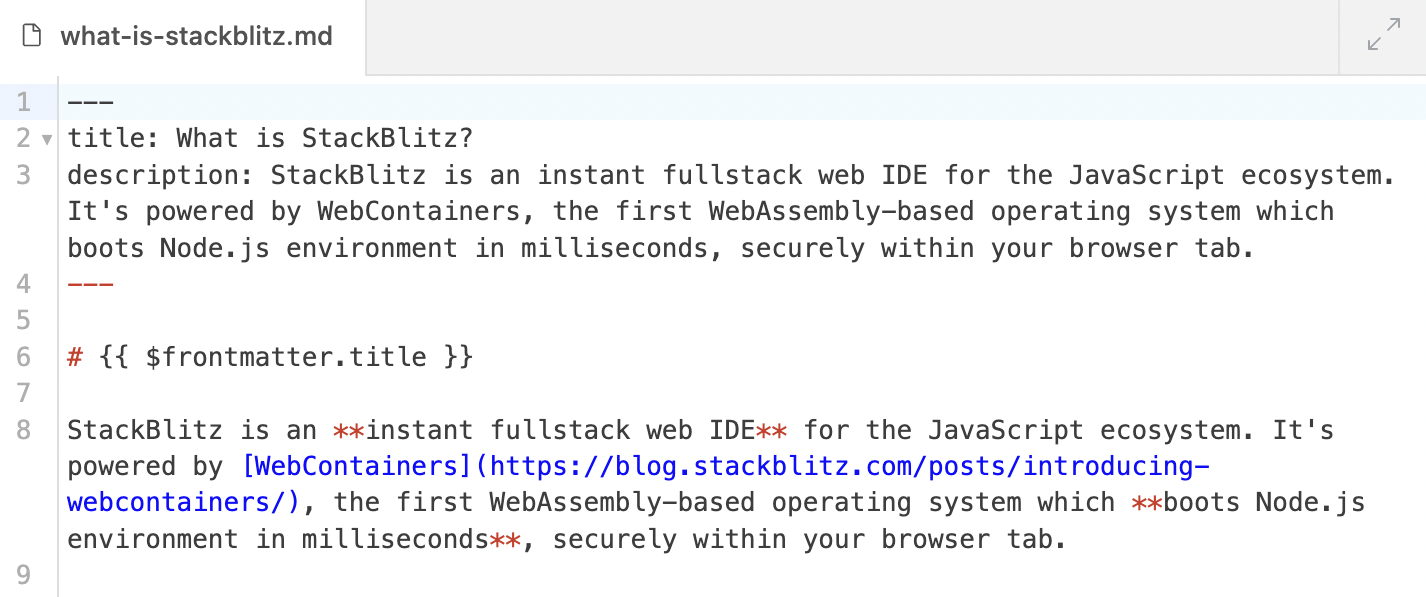 what-is-stackblitz.md
1 ---
2 title: What is StackBlitz?
3 description: StackBlitz is an instant fullstack web IDE for the JavaScript ecosystem.
It's powered by WebContainers, the first WebAssembly-based operating system which
boots Node.js environment in milliseconds, securely within your browser tab.
4 ---
5
6 # {{ $frontmatter.title }}
7
8 StackBlitz is an **instant fullstack web IDE** for the JavaScript ecosystem. It's
powered by [WebContainers](https://blog.stackblitz.com/posts/introducing-
webcontainers/), the first WebAssembly-based operating system which **boots Node.js
environment in milliseconds**, securely within your browser tab.
9